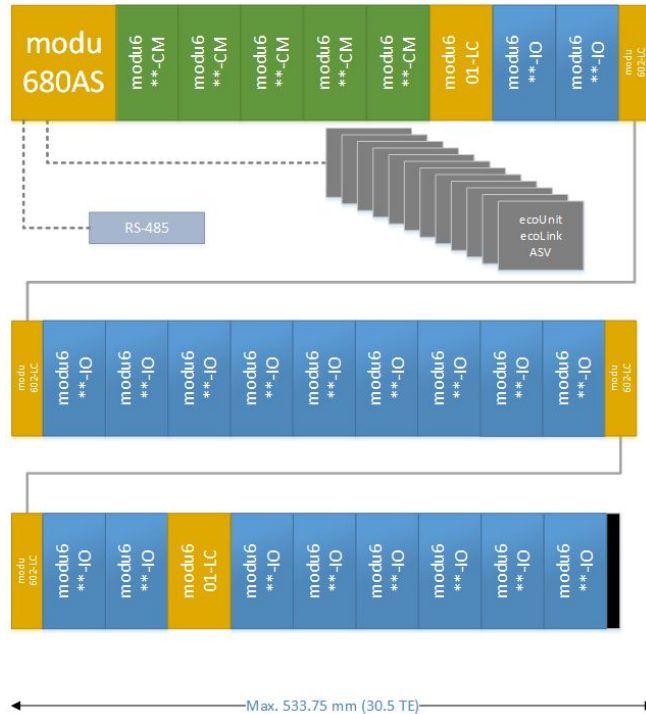 modu
680AS
modu6
**-CM
modu6
**-CM
modu6
**-CM
modu6
**-CM
modu6
**-CM
modu6
01-LC
modu6
**-IO
modu6
**-IO
modu
602-LC
RS-485
ecoUnit
ecoLink
ASV
modu
602-LC
modu6
**-IO
modu6
**-IO
modu6
**-IO
modu6
**-IO
modu6
**-IO
modu6
**-IO
modu6
**-IO
modu6
**-IO
modu6
**-IO
modu
602-LC
modu
602-LC
modu6
**-IO
modu6
**-IO
modu6
01-LC
modu6
**-IO
modu6
**-IO
modu6
**-IO
modu6
**-IO
modu6
**-IO
modu6
**-IO
Max. 533.75 mm (30.5 TE)